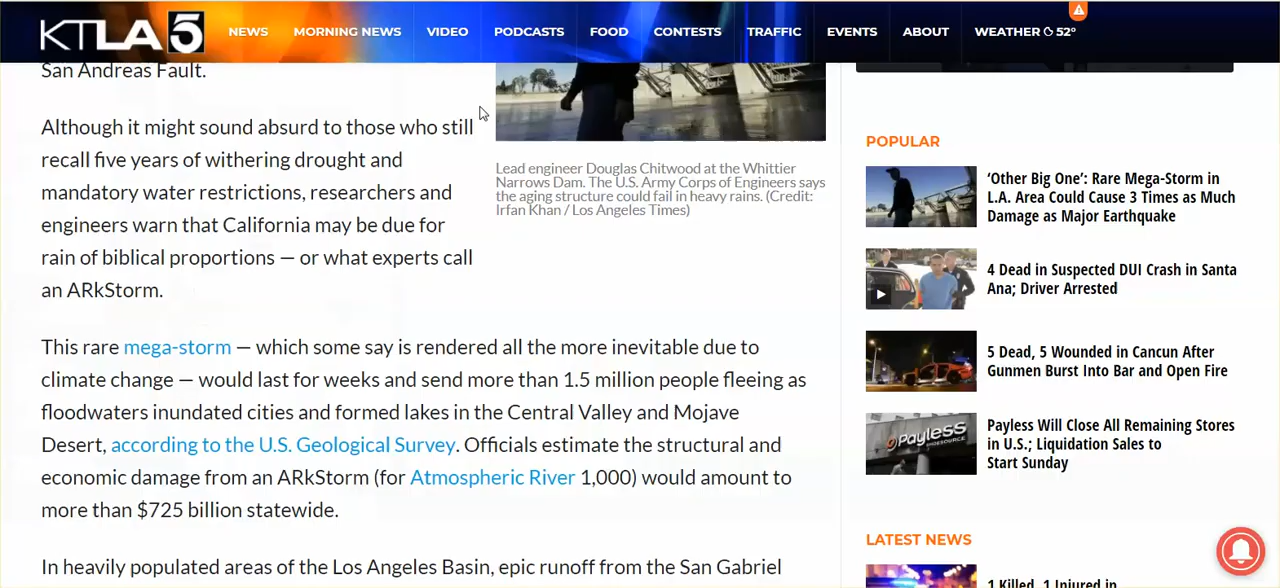 KTLA 5
NEWS
MORNING NEWS
VIDEO
PODCASTS
FOOD
CONTESTS
TRAFFIC
EVENTS
ABOUT
WEATHER 52°
San Andreas Fault.
Although it might sound absurd to those who still
recall five years of withering drought and
mandatory water restrictions, researchers and
engineers warn that California may be due for
rain of biblical proportions — or what experts call
an ARkStorm.
Lead engineer Douglas Chitwood at the Whittier
Narrows Dam. The U.S. Army Corps of Engineers says
the aging structure could fail in heavy rains. (Credit:
Irfan Khan / Los Angeles Times)
This rare mega-storm — which some say is rendered all the more inevitable due to
climate change — would last for weeks and send more than 1.5 million people fleeing as
floodwaters inundated cities and formed lakes in the Central Valley and Mojave
Desert, according to the U.S. Geological Survey. Officials estimate the structural and
economic damage from an ARkStorm (for Atmospheric River 1,000) would amount to
more than $725 billion statewide.
In heavily populated areas of the Los Angeles Basin, epic runoff from the San Gabriel
POPULAR
‘Other Big One’: Rare Mega-Storm in
L.A. Area Could Cause 3 Times as Much
Damage as Major Earthquake
4 Dead in Suspected DUI Crash in Santa
Ana; Driver Arrested
5 Dead, 5 Wounded in Cancun After
Gunmen Burst Into Bar and Open Fire
Payless
SHOESOURCE
Payless Will Close All Remaining Stores
in U.S.; Liquidation Sales to
Start Sunday
LATEST NEWS
1 Killed, 1 Injured in